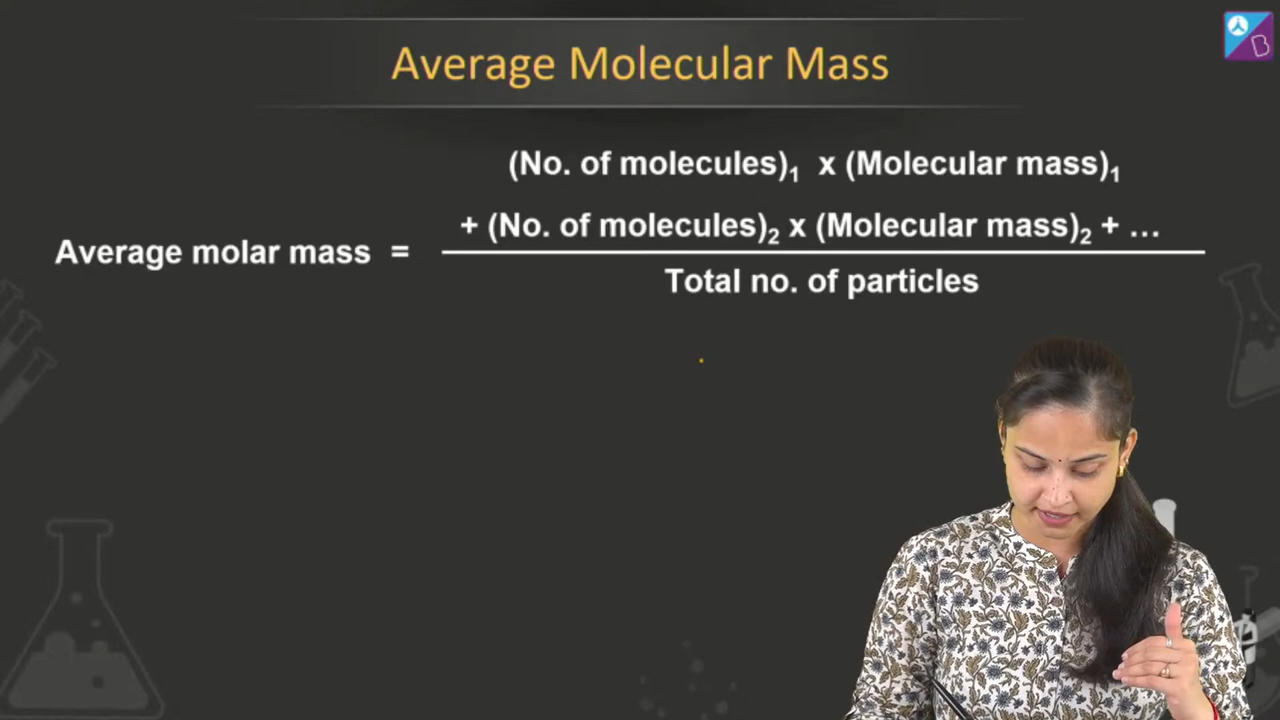 Average Molecular Mass
(No. of molecules)₁ x (Molecular mass)₁
+ (No. of molecules)₂ x (Molecular mass)₂ + ...
Average molar mass =
Total no. of particles
B